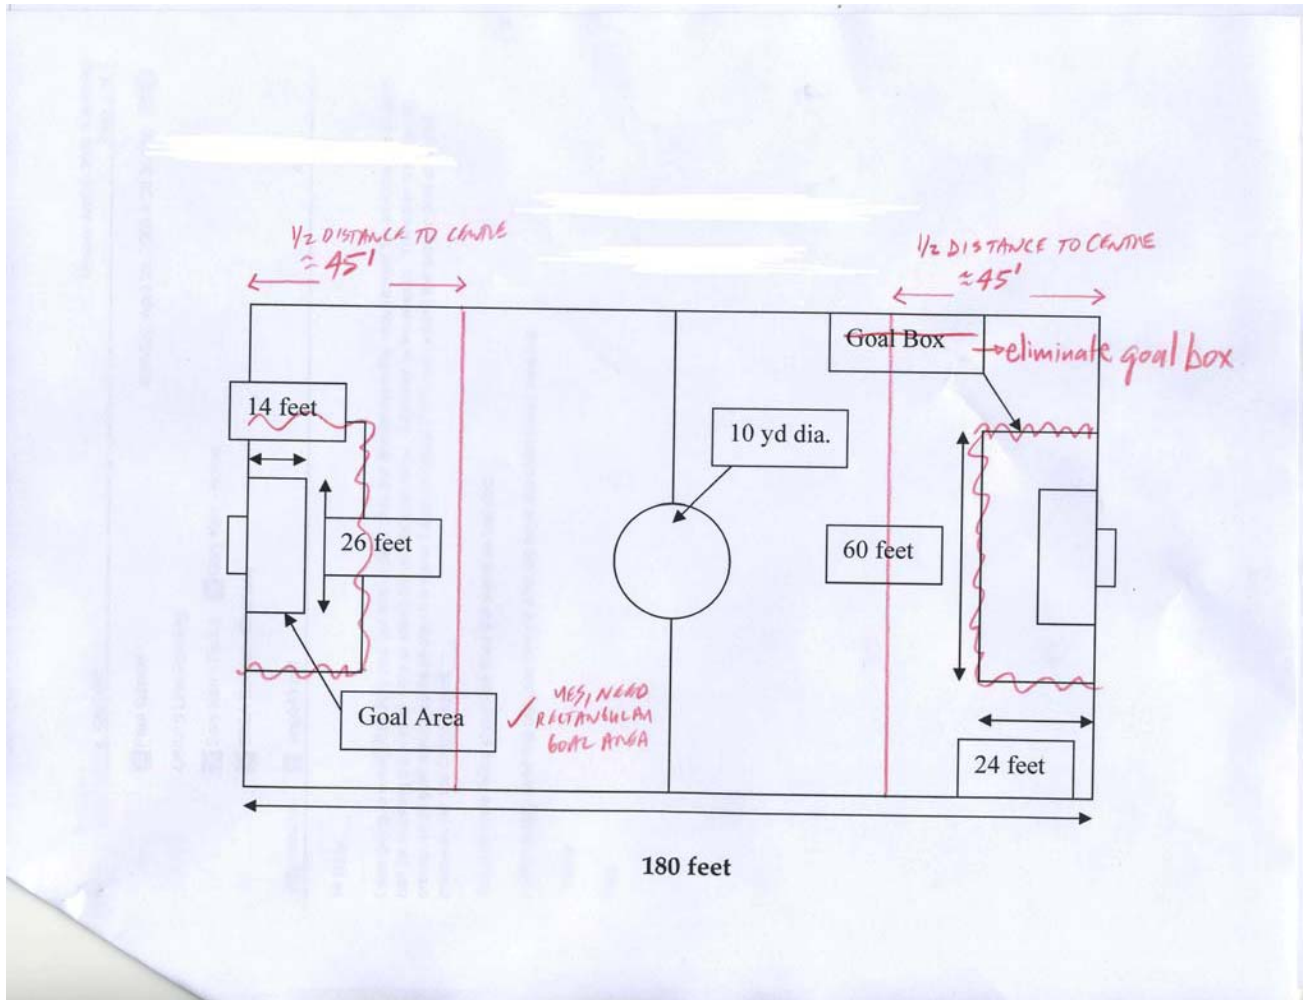 1/2 DISTANCE TO CENTRE
≈ 45'
1/2 DISTANCE TO CENTRE
≈ 45'
Goal Box
→eliminate goal box
14 feet
10 yd dia.
26 feet
60 feet
Goal Area
✓ YES, NEED
RECTANGULAR
GOAL AREA
24 feet
180 feet